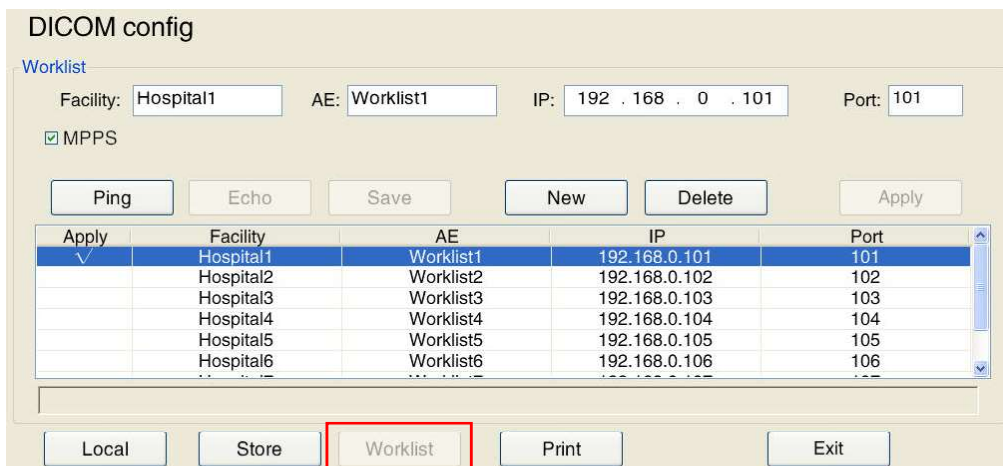 DICOM config
Worklist
Facility: Hospital1 AE: Worklist1 IP: 192 . 168 . 0 . 101 Port: 101
MPPS
Ping Echo Save New Delete Apply
Apply Facility AE IP Port
√ Hospital1 Worklist1 192.168.0.101 101
Hospital2 Worklist2 192.168.0.102 102
Hospital3 Worklist3 192.168.0.103 103
Hospital4 Worklist4 192.168.0.104 104
Hospital5 Worklist5 192.168.0.105 105
Hospital6 Worklist6 192.168.0.106 106
Local Store Worklist Print Exit